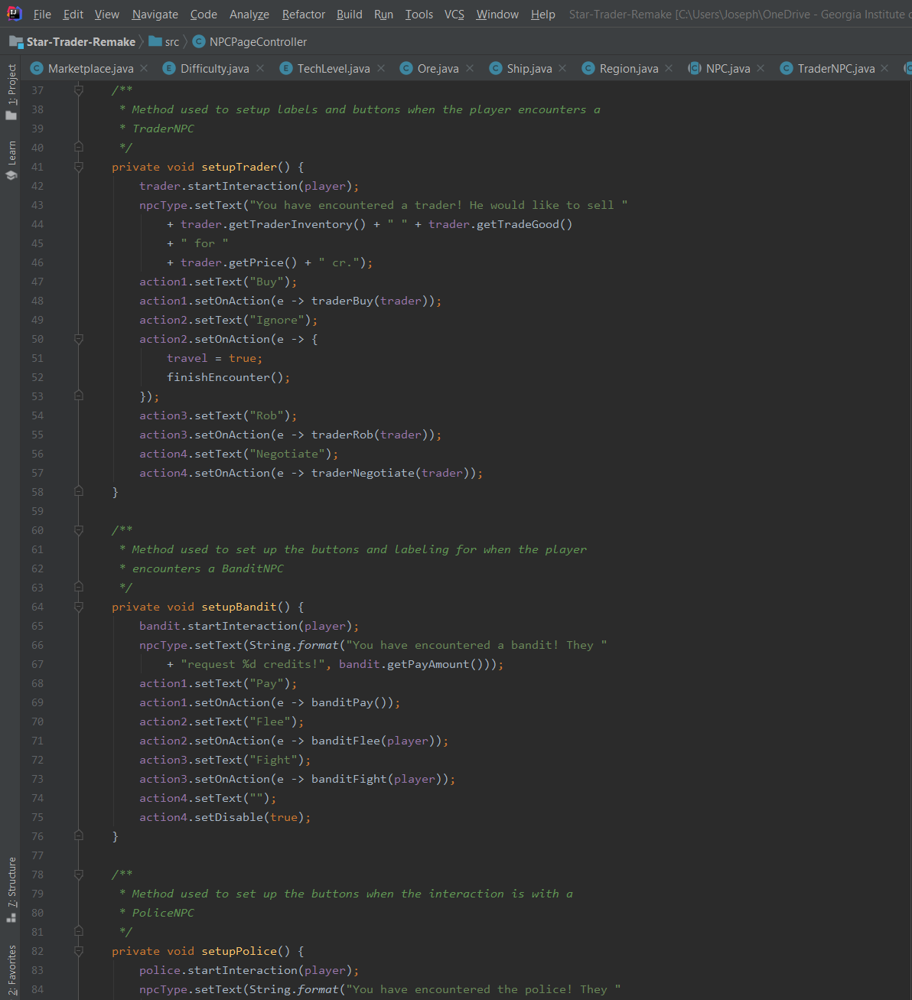 File Edit View Navigate Code Analyze Refactor Build Run Tools VCS Window Help Star-Trader-Remake [C:\Users\Joseph\OneDrive - Georgia Institute
Star-Trader-Remake src NPCPageController
Marketplace.java Difficulty.java TechLevel.java Ore.java Ship.java Region.java NPC.java TraderNPC.java
1: Project
Learn
7: Structure
2: Favorites
37 /**
38 * Method used to setup labels and buttons when the player encounters a
39 * TraderNPC
40 */
41 private void setupTrader() {
42 trader.startInteraction(player);
43 npcType.setText("You have encountered a trader! He would like to sell "
44 + trader.getTraderInventory() + " " + trader.getTradeGood()
45 + " for "
46 + trader.getPrice() + " cr.");
47 action1.setText("Buy");
48 action1.setOnAction(e -> traderBuy(trader));
49 action2.setText("Ignore");
50 action2.setOnAction(e -> {
51 travel = true;
52 finishEncounter();
53 });
54 action3.setText("Rob");
55 action3.setOnAction(e -> traderRob(trader));
56 action4.setText("Negotiate");
57 action4.setOnAction(e -> traderNegotiate(trader));
58 }
59
60 /**
61 * Method used to set up the buttons and labeling for when the player
62 * encounters a BanditNPC
63 */
64 private void setupBandit() {
65 bandit.startInteraction(player);
66 npcType.setText(String.format("You have encountered a bandit! They "
67 + "request %d credits!", bandit.getPayAmount()));
68 action1.setText("Pay");
69 action1.setOnAction(e -> banditPay());
70 action2.setText("Flee");
71 action2.setOnAction(e -> banditFlee(player));
72 action3.setText("Fight");
73 action3.setOnAction(e -> banditFight(player));
74 action4.setText("");
75 action4.setDisable(true);
76 }
77
78 /**
79 * Method used to set up the buttons when the interaction is with a
80 * PoliceNPC
81 */
82 private void setupPolice() {
83 police.startInteraction(player);
84 npcType.setText(String.format("You have encountered the police! They "